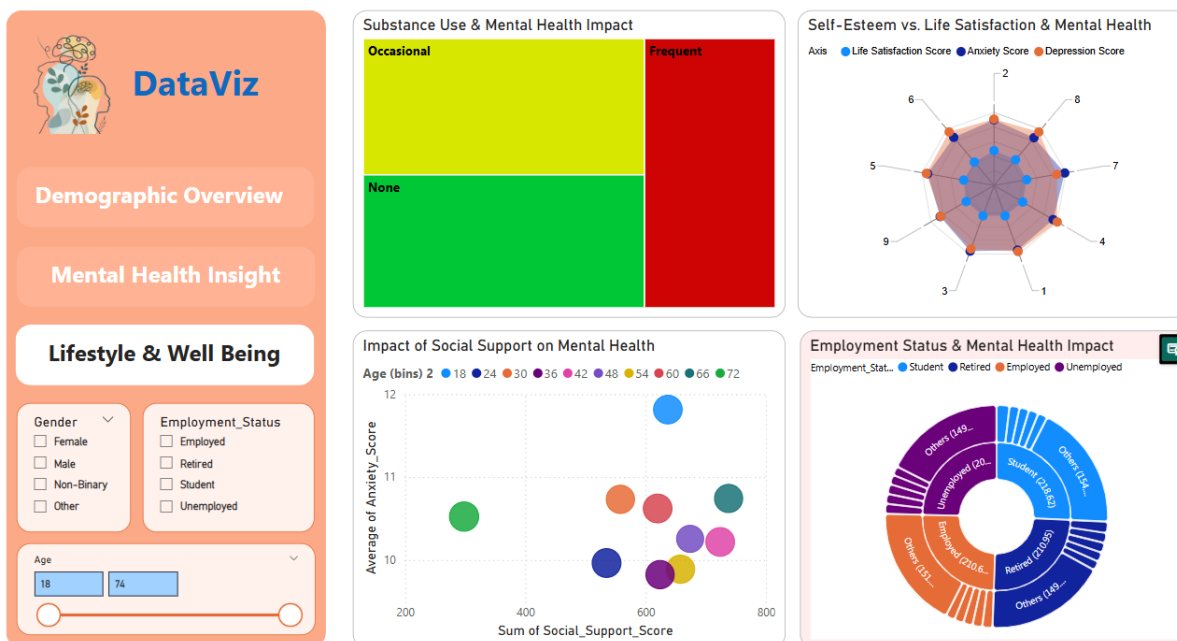 DataViz
Demographic Overview
Mental Health Insight
Lifestyle & Well Being
Gender
Female
Male
Non-Binary
Other
Employment_Status
Employed
Retired
Student
Unemployed
Age
18 74
Substance Use & Mental Health Impact
Occasional
Frequent
None
Self-Esteem vs. Life Satisfaction & Mental Health
Axis Life Satisfaction Score Anxiety Score Depression Score
2
6 8
5 7
9 4
3 1
Impact of Social Support on Mental Health
Age (bins) 2 18 24 30 36 42 48 54 60 66 72
Average of Anxiety_Score
12
11
10
200 400 600 800
Sum of Social_Support_Score
Employment Status & Mental Health Impact
Employment_Stat... Student Retired Employed Unemployed
Others (149...
Others (154...
Unemployed (20...
Student (218.62)
Employed (210.6...
Retired (210.95)
Others (151...
Others (149...